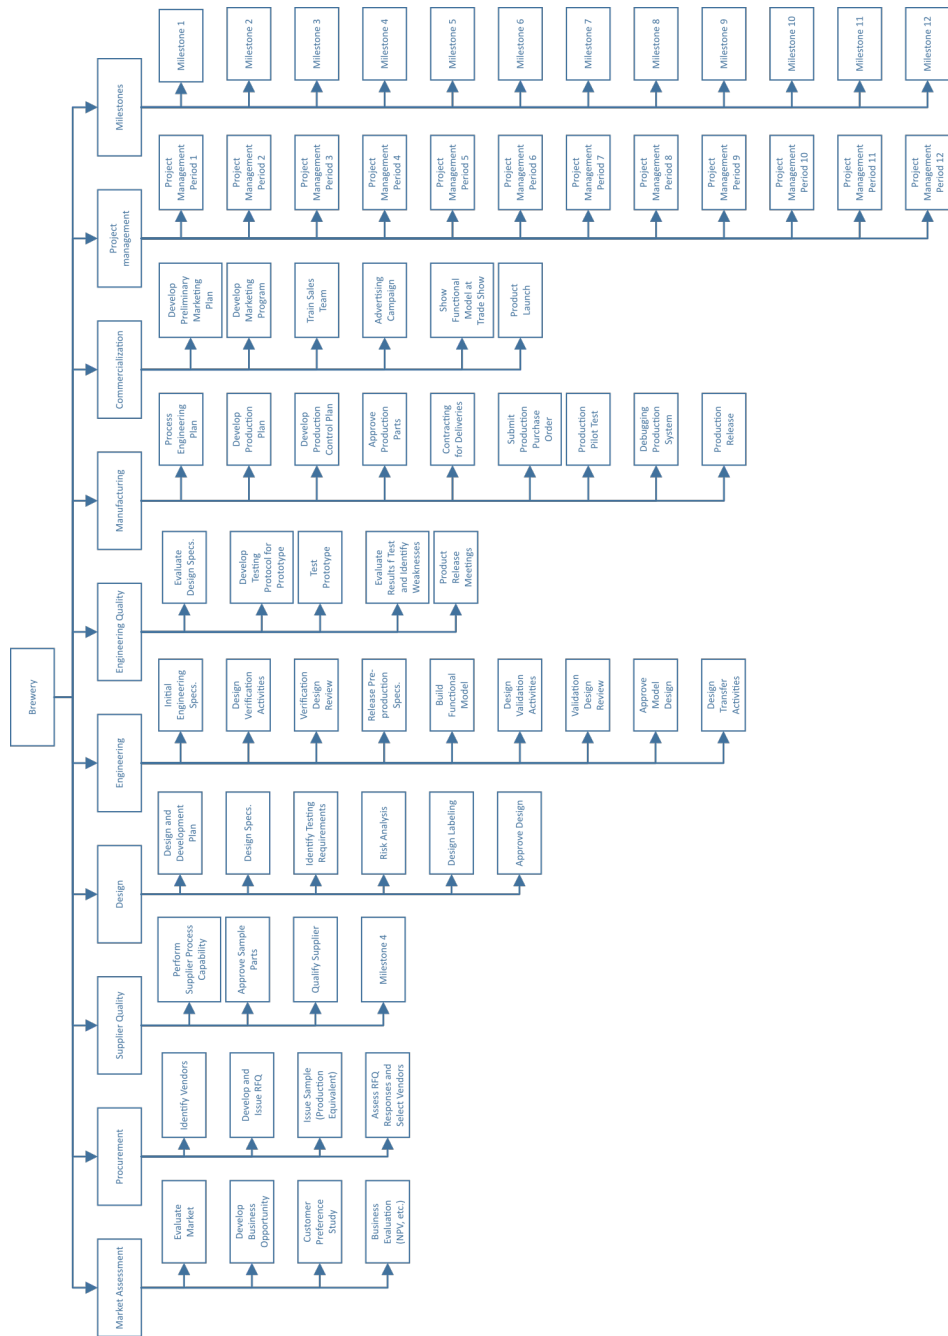 Brewery
Market Assessment
Procurement
Supplier Quality
Design
Engineering
Engineering Quality
Manufacturing
Commercialization
Project
management
Milestones
Evaluate
Market
Develop
Business
Opportunity
Customer
Preference
Study
Business
Evaluation
(NPV, etc.)
Identify Vendors
Develop and
Issue RFQ
Issue Sample
(Production
Equivalent)
Assess RFQ
Responses and
Select Vendors
Perform
Supplier Process
Capability
Approve Sample
Parts
Qualify Supplier
Milestone 4
Design and
Development
Plan
Design Specs.
Identify Testing
Requirements
Risk Analysis
Design Labeling
Approve Design
Initial
Engineering
Specs.
Design
Verification
Activities
Verification
Design
Review
Release Pre-
production
Specs.
Build
Functional
Model
Design
Validation
Activities
Validation
Design
Review
Approve
Model
Design
Design
Transfer
Activities
Evaluate
Design Specs.
Develop
Testing
Protocol for
Prototype
Test
Prototype
Evaluate
Results f Test
and Identify
Weaknesses
Product
Release
Meetings
Process
Engineering
Plan
Develop
Production
Plan
Develop
Production
Control Plan
Approve
Production
Parts
Contracting
for Deliveries
Submit
Production
Purchase
Order
Production
Pilot Test
Debugging
Production
System
Production
Release
Develop
Preliminary
Marketing
Plan
Develop
Marketing
Program
Train Sales
Team
Advertising
Campaign
Show
Functional
Model at
Trade Show
Product
Launch
Project
Management
Period 1
Project
Management
Period 2
Project
Management
Period 3
Project
Management
Period 4
Project
Management
Period 5
Project
Management
Period 6
Project
Management
Period 7
Project
Management
Period 8
Project
Management
Period 9
Project
Management
Period 10
Project
Management
Period 11
Project
Management
Period 12
Milestone 1
Milestone 2
Milestone 3
Milestone 4
Milestone 5
Milestone 6
Milestone 7
Milestone 8
Milestone 9
Milestone 10
Milestone 11
Milestone 12